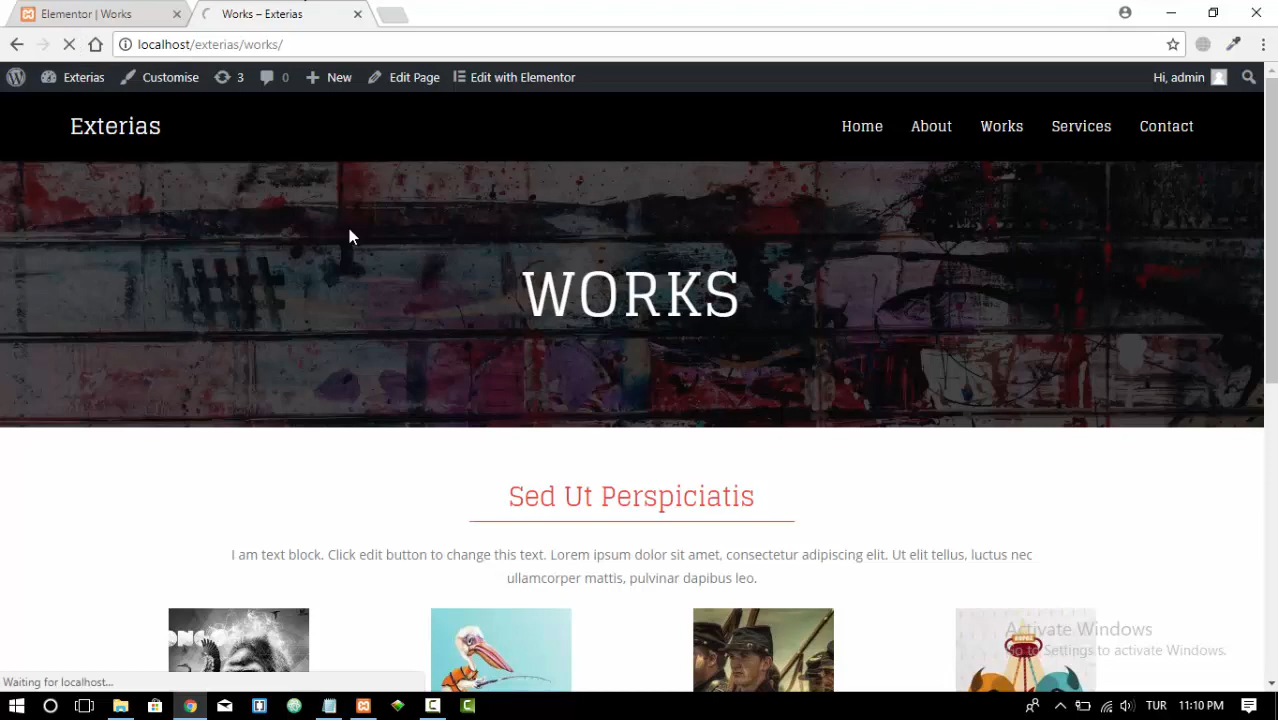 Elementor | Works
Works – Exterias
localhost/exterias/works/
Exterias
Customise
3
0
New
Edit Page
Edit with Elementor
Hi, admin
Exterias
Home
About
Works
Services
Contact
WORKS
Sed Ut Perspiciatis
I am text block. Click edit button to change this text. Lorem ipsum dolor sit amet, consectetur adipiscing elit. Ut elit tellus, luctus nec
ullamcorper mattis, pulvinar dapibus leo.
Activate Windows
Go to Settings to activate Windows.
Waiting for localhost...
TUR
11:10 PM